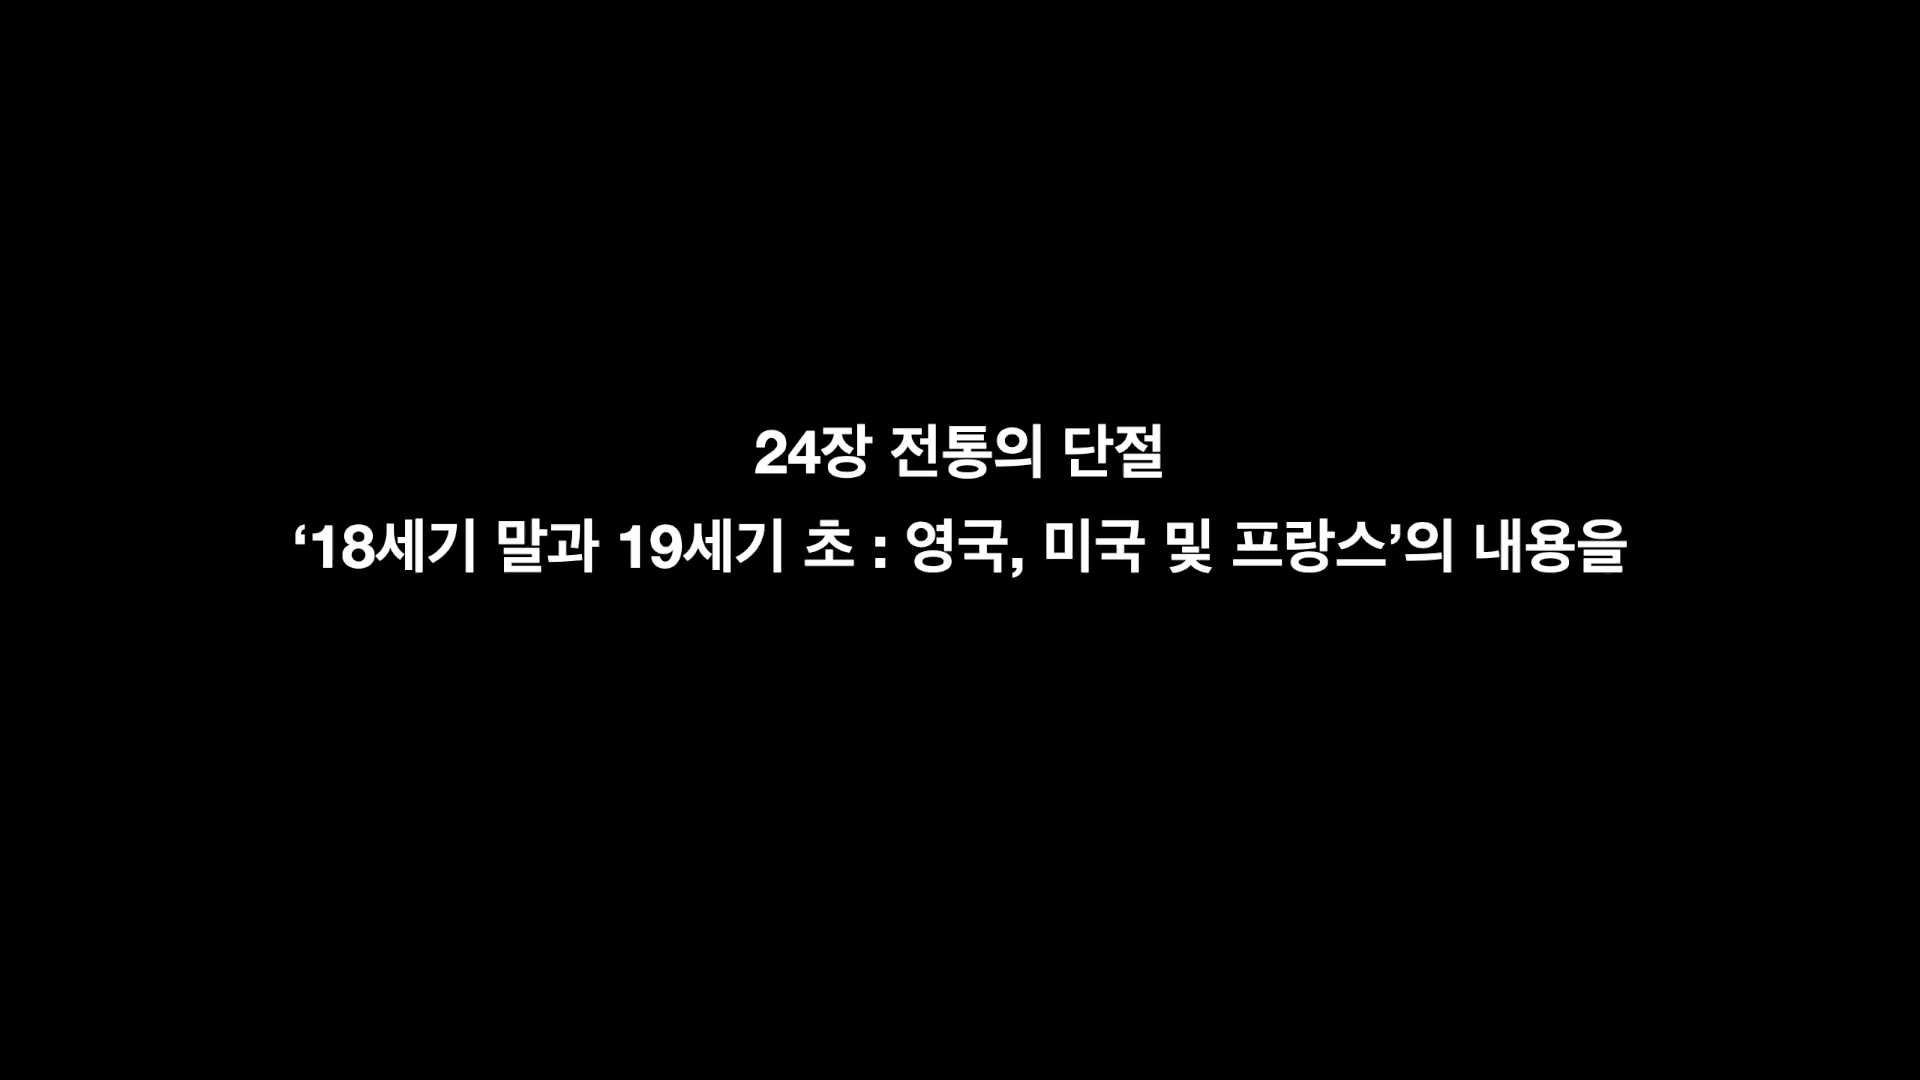 24장 전통의 단절
‘18세기 말과 19세기 초 : 영국, 미국 및 프랑스’의 내용을